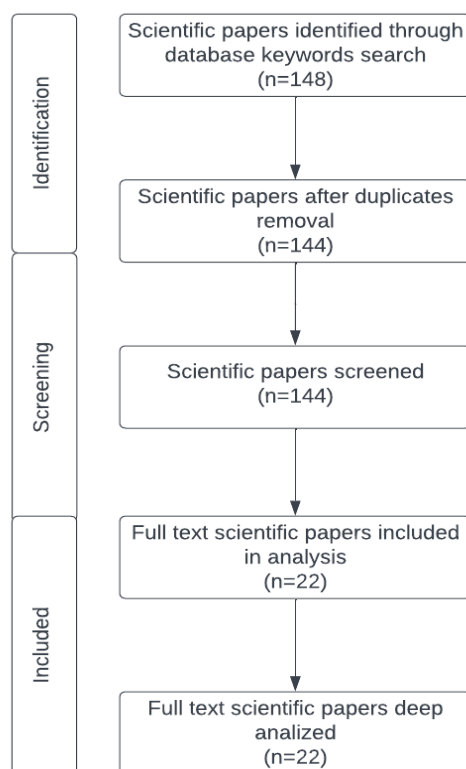 Identification
Scientific papers identified through
database keywords search
(n=148)
Scientific papers after duplicates
removal
(n=144)
Screening
Scientific papers screened
(n=144)
Included
Full text scientific papers included
in analysis
(n=22)
Full text scientific papers deep
analized
(n=22)